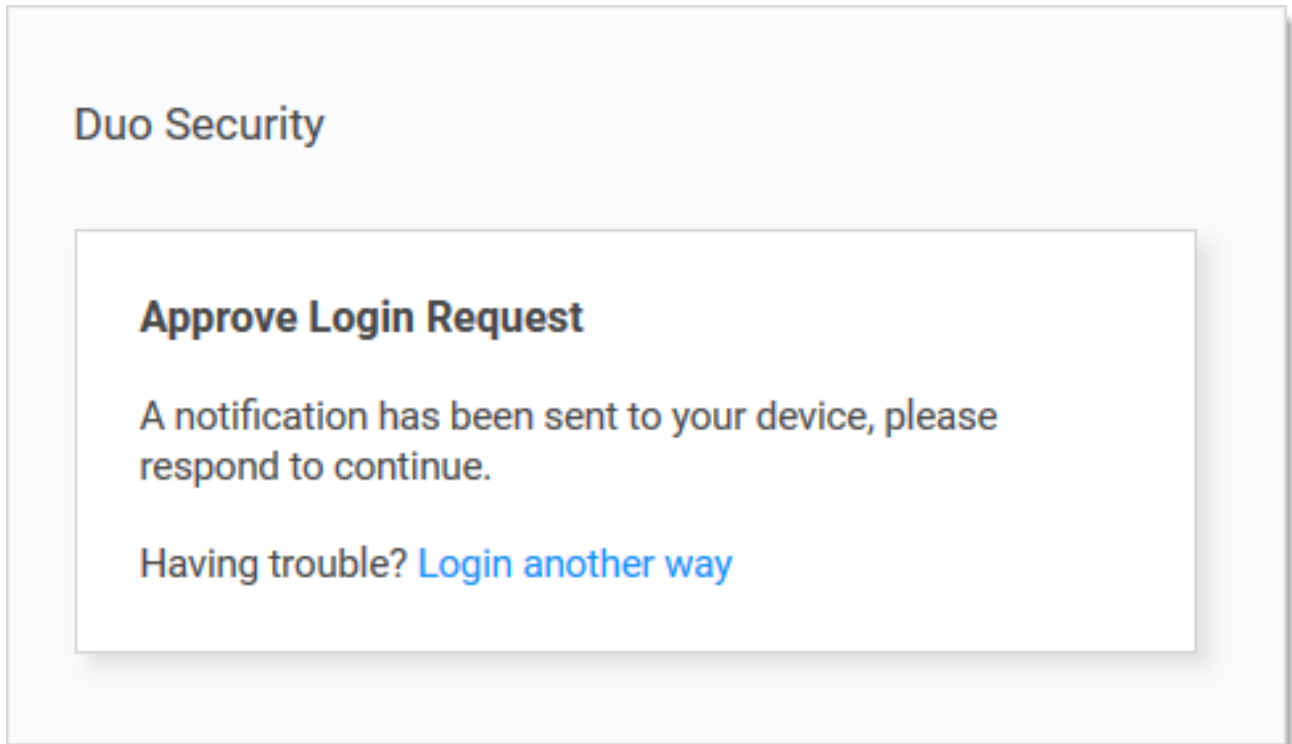 Duo Security
Approve Login Request
A notification has been sent to your device, please
respond to continue.
Having trouble? Login another way